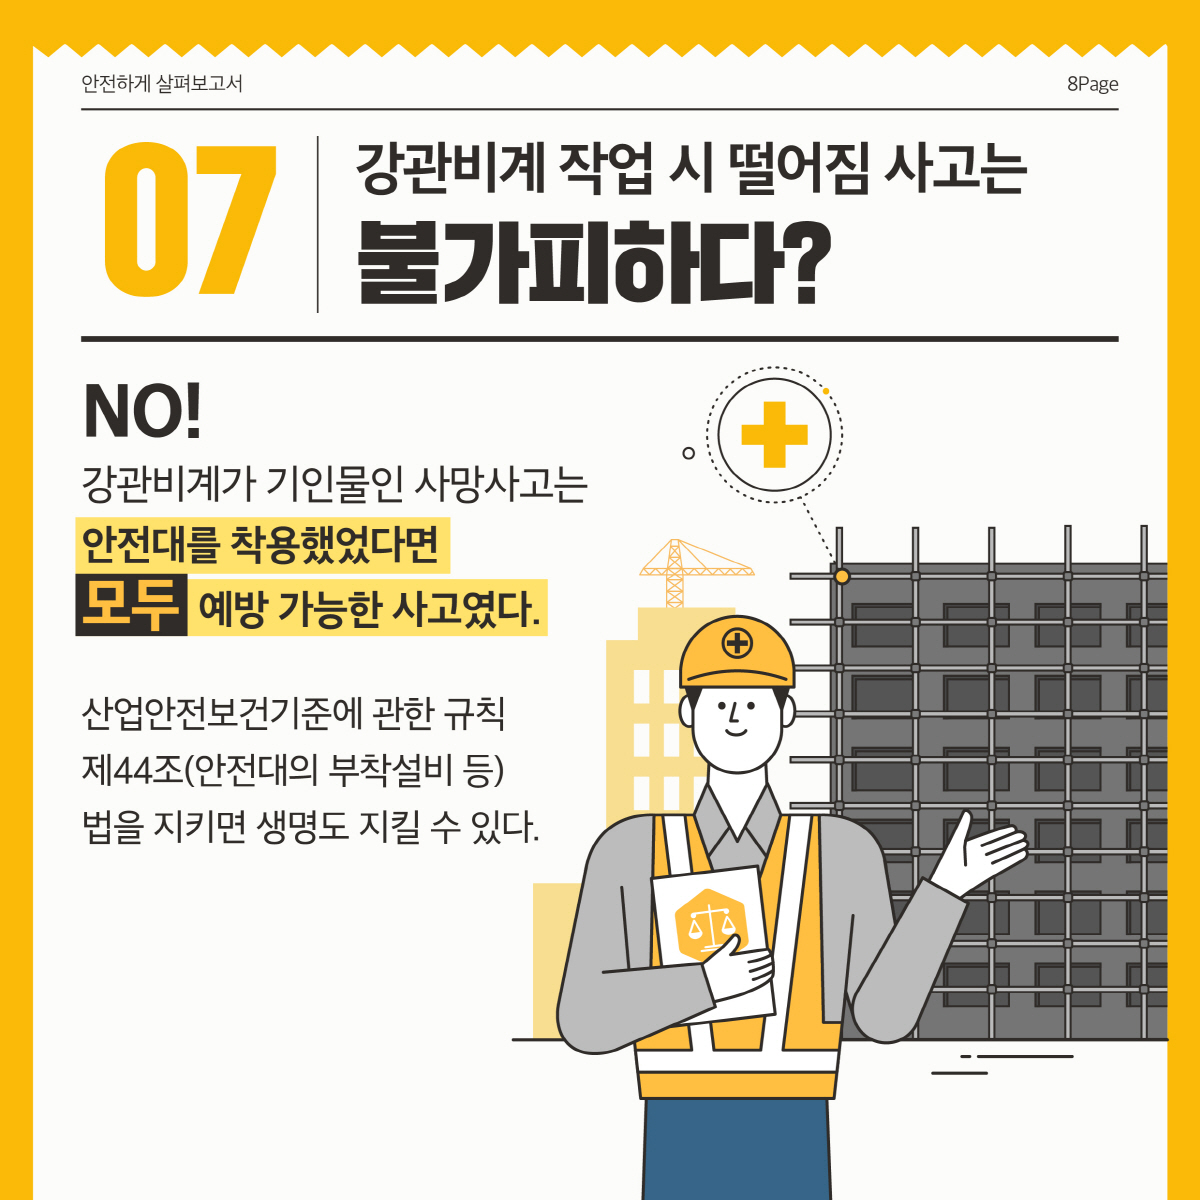 안전하게 살펴보고서
8Page
07
강관비계 작업 시 떨어짐 사고는
불가피하다?
NO!
강관비계가 기인물인 사망사고는
안전대를 착용했었다면
모두 예방 가능한 사고였다.
산업안전보건기준에 관한 규칙
제44조(안전대의 부착설비 등)
법을 지키면 생명도 지킬 수 있다.